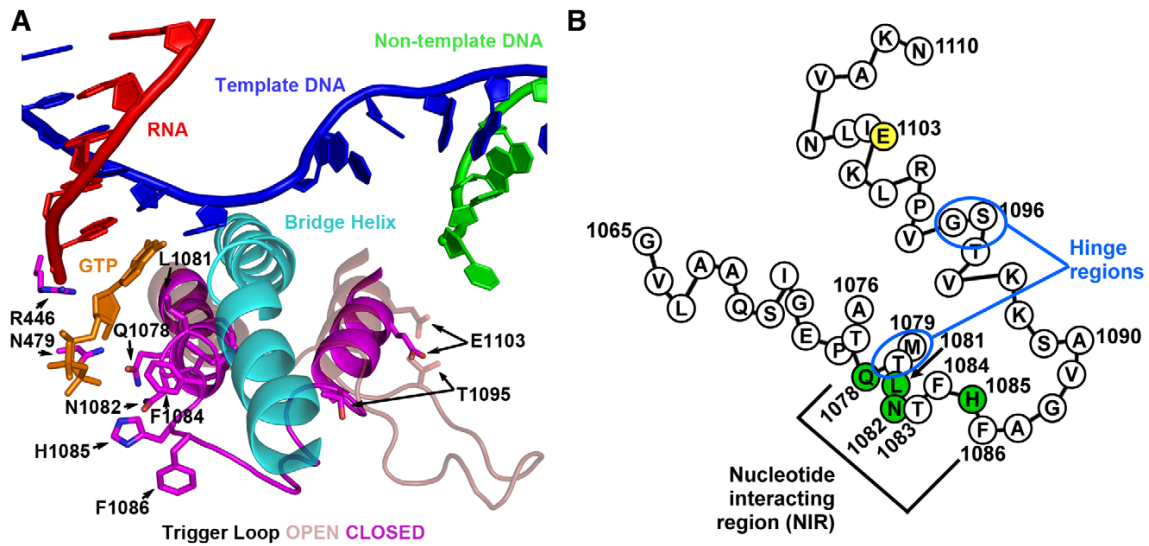 A
Non-template DNA
Template DNA
RNA
Bridge Helix
GTP
L1081
R446
N479
Q1078
E1103
T1095
N1082
F1084
H1085
F1086
Trigger Loop OPEN CLOSED
B
N 1110
K
A
V
N
L
I
E 1103
K
L
R
P
V
G
S 1096
T
V
K
K
S
A 1090
V
G
A
F 1086
H 1085
F 1084
T 1083
N 1082
L 1081
T
M 1079
Q 1078
T
A 1076
P
E
G
I
S
Q
A
A
L
V
1065 G
Hinge
regions
Nucleotide
interacting
region (NIR)